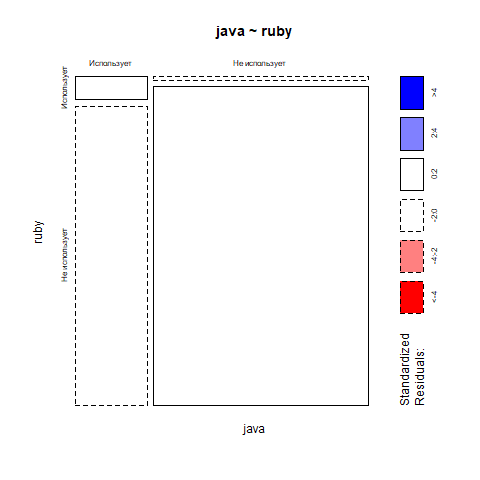 java ~ ruby
Использует
Не использует
Использует
Не использует
ruby
java
>4
2:4
0:2
-2:0
-4:-2
<-4
Standardized
Residuals: